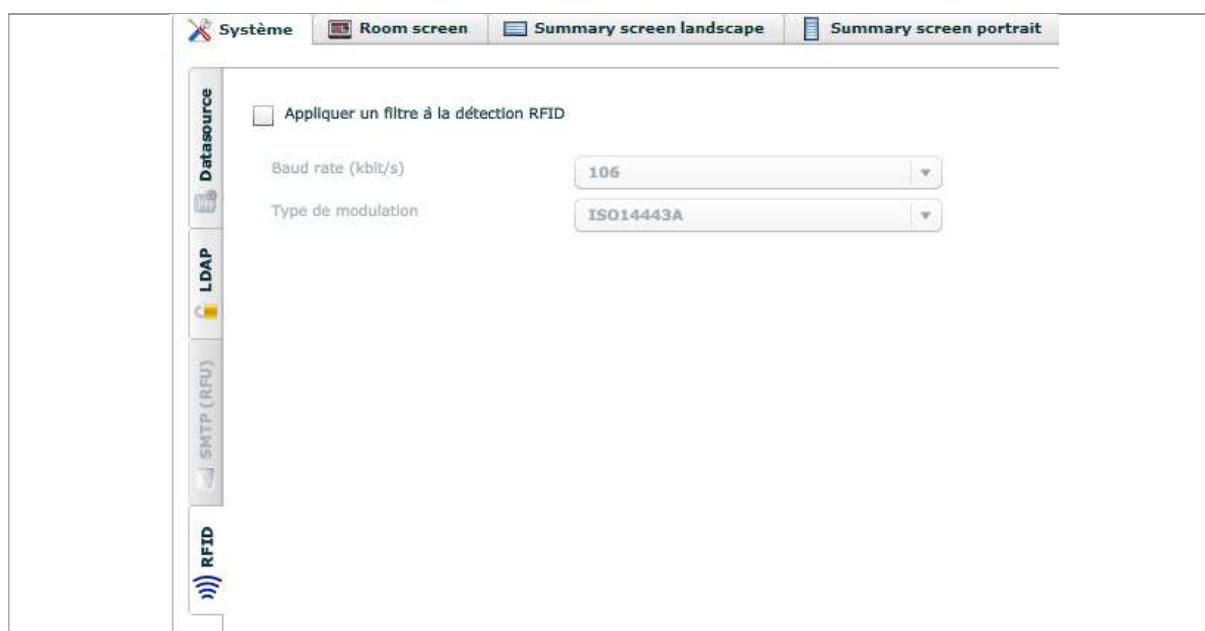 Système
Room screen
Summary screen landscape
Summary screen portrait
Datasource
LDAP
SMTP (RFU)
RFID
Appliquer un filtre à la détection RFID
Baud rate (kbit/s)
106
Type de modulation
ISO14443A